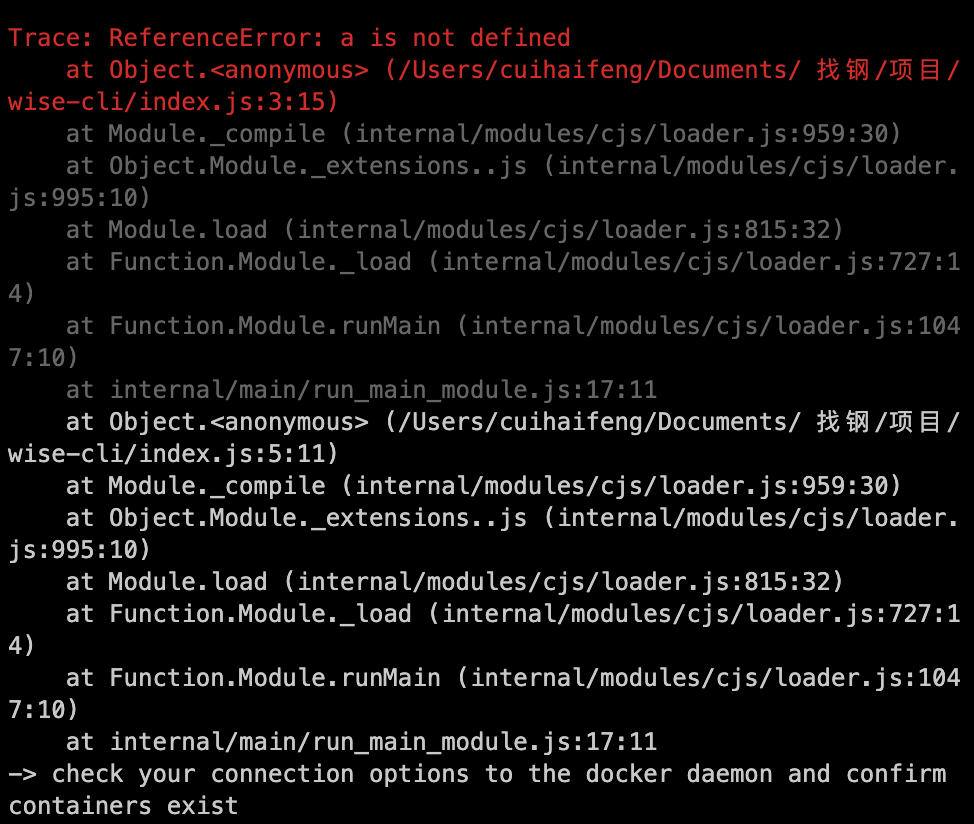 Trace: ReferenceError: a is not defined
    at Object.<anonymous> (/Users/cuihaifeng/Documents/ 找钢/项目/
wise-cli/index.js:3:15)
    at Module._compile (internal/modules/cjs/loader.js:959:30)
    at Object.Module._extensions..js (internal/modules/cjs/loader.
js:995:10)
    at Module.load (internal/modules/cjs/loader.js:815:32)
    at Function.Module._load (internal/modules/cjs/loader.js:727:1
4)
    at Function.Module.runMain (internal/modules/cjs/loader.js:104
7:10)
    at internal/main/run_main_module.js:17:11
    at Object.<anonymous> (/Users/cuihaifeng/Documents/ 找钢/项目/
wise-cli/index.js:5:11)
    at Module._compile (internal/modules/cjs/loader.js:959:30)
    at Object.Module._extensions..js (internal/modules/cjs/loader.
js:995:10)
    at Module.load (internal/modules/cjs/loader.js:815:32)
    at Function.Module._load (internal/modules/cjs/loader.js:727:1
4)
    at Function.Module.runMain (internal/modules/cjs/loader.js:104
7:10)
    at internal/main/run_main_module.js:17:11
-> check your connection options to the docker daemon and confirm
containers exist